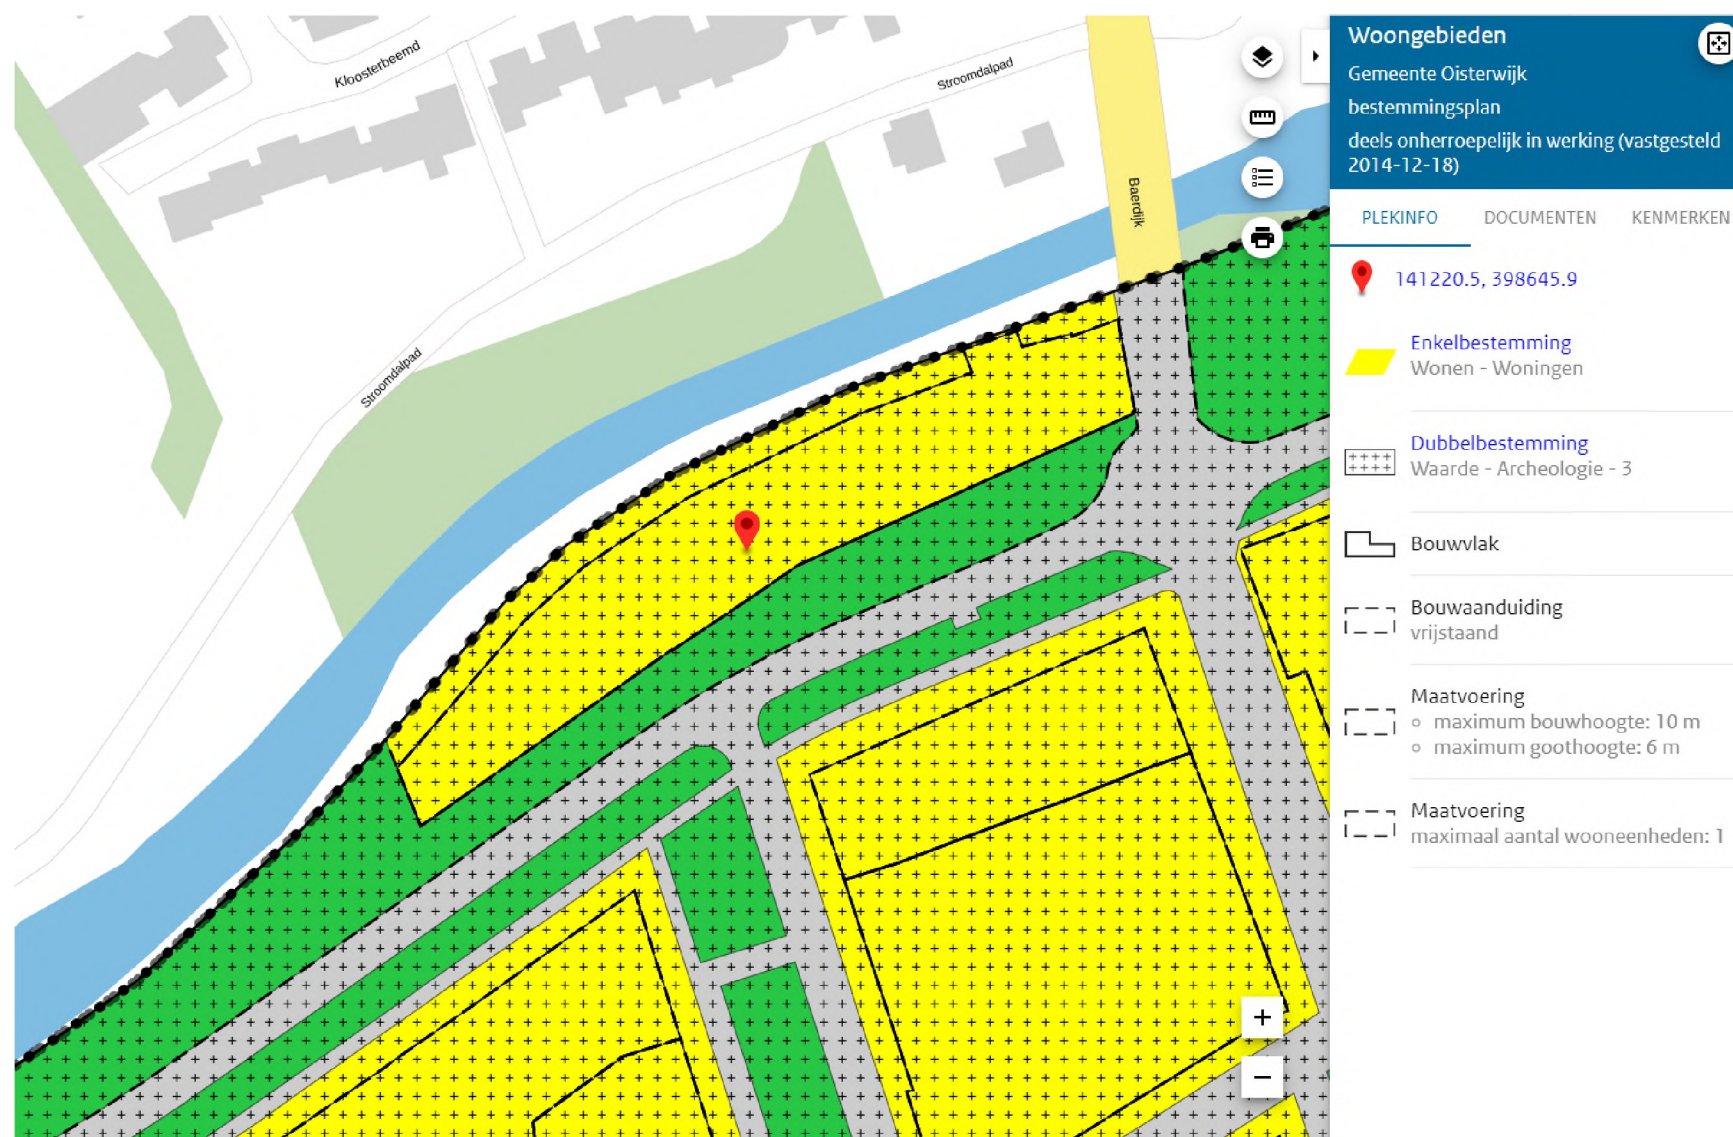 Kloosterbeemd
Stroomdalpad
Baerdijk
Stroomdalpad
Woongebieden
Gemeente Oisterwijk
bestemmingsplan
deels onherroepelijk in werking (vastgesteld
2014-12-18)
PLEKINFO DOCUMENTEN KENMERKEN
141220.5, 398645.9
Enkelbestemming
Wonen - Woningen
Dubbelbestemming
Waarde - Archeologie - 3
Bouwvlak
Bouwaanduiding
vrijstaand
Maatvoering
maximum bouwhoogte: 10 m
maximum goothoogte: 6 m
Maatvoering
maximaal aantal wooneenheden: 1